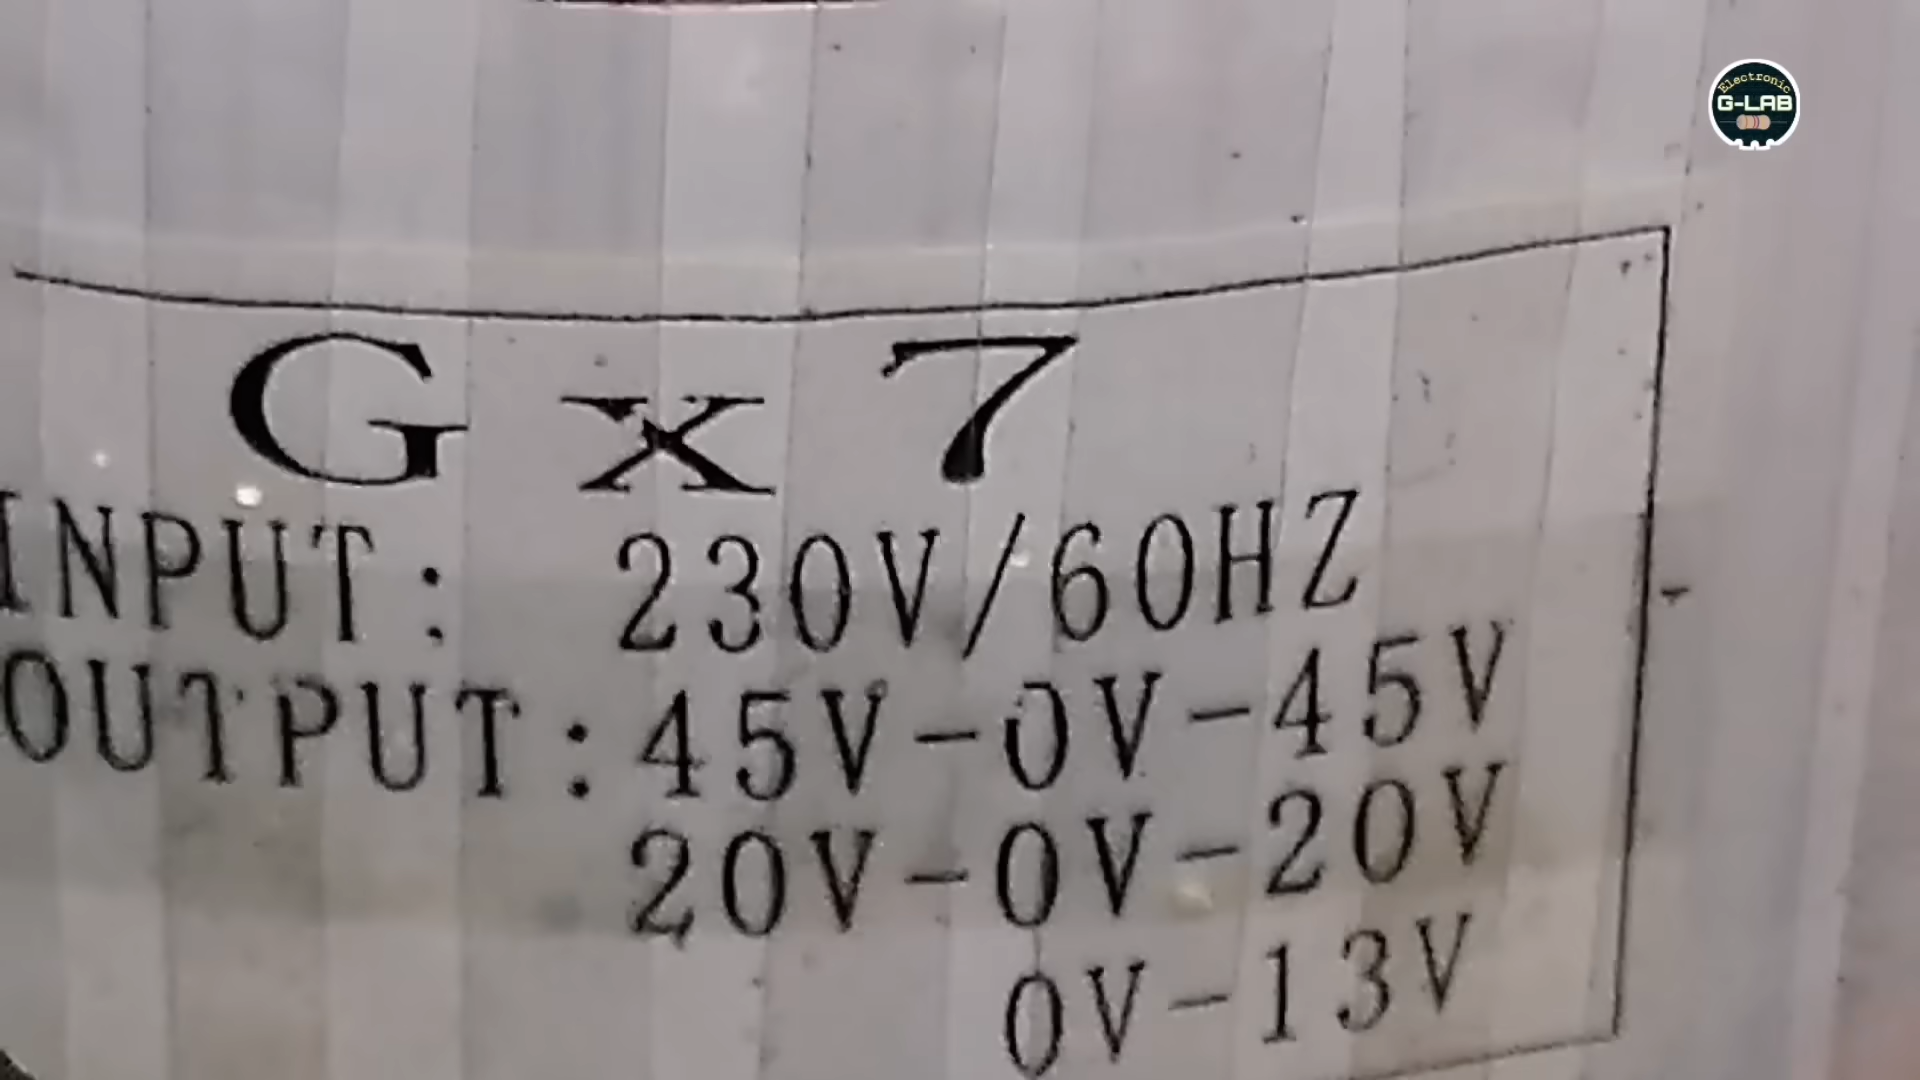 Electronic
G-LAB
G x 7
INPUT: 230V/60HZ
OUTPUT: 45V-0V-45V
20V-0V-20V
0V-13V